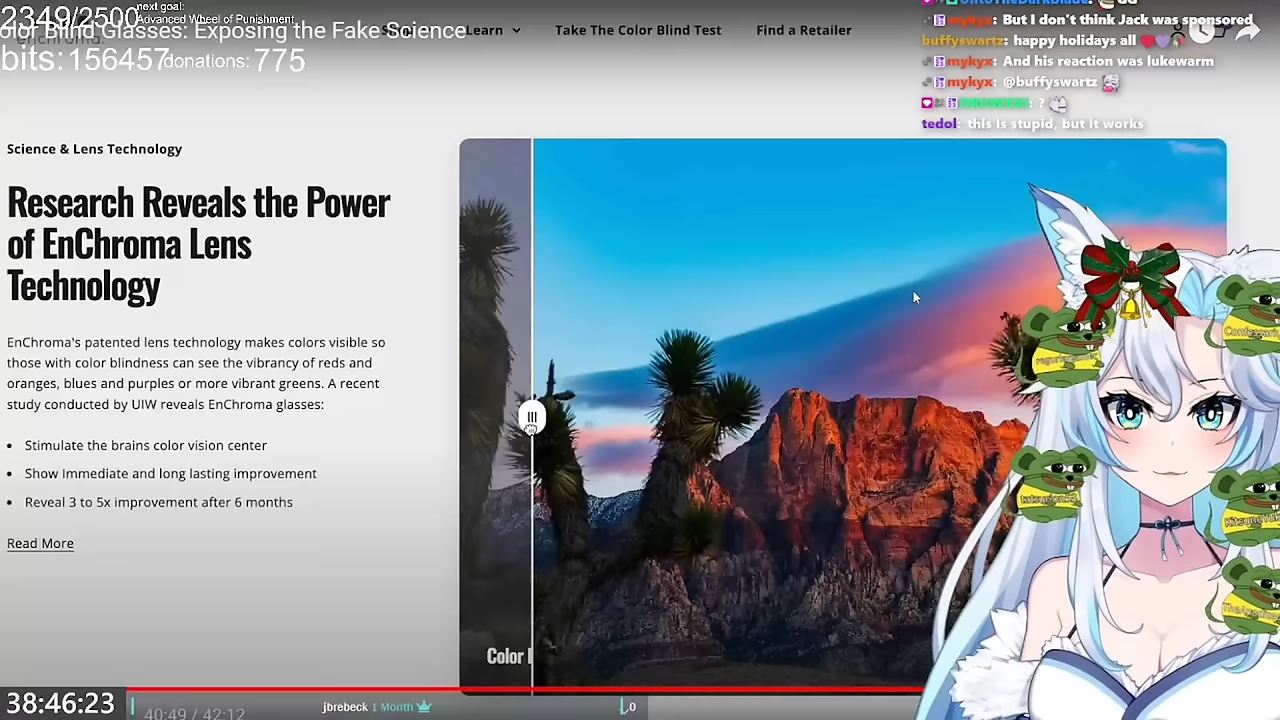 2349/2500
next goal:
Advanced Wheel of Punishment
Color Blind Glasses: Exposing the Fake Science
enchroma.
bits:156457
donations: 775
Learn
Take The Color Blind Test
Find a Retailer
mykyx: But I don't think Jack was sponsored
buffyswartz: happy holidays all
mykyx: And his reaction was lukewarm
mykyx: @buffyswartz
: ?
tedol: this is stupid, but it works
Science & Lens Technology
Research Reveals the Power
of EnChroma Lens
Technology
EnChroma's patented lens technology makes colors visible so
those with color blindness can see the vibrancy of reds and
oranges, blues and purples or more vibrant greens. A recent
study conducted by UIW reveals EnChroma glasses:
• Stimulate the brains color vision center
• Show immediate and long lasting improvement
• Reveal 3 to 5x improvement after 6 months
Read More
Color
38:46:23
40:49 / 42:12
jbrebeck 1 Month
0